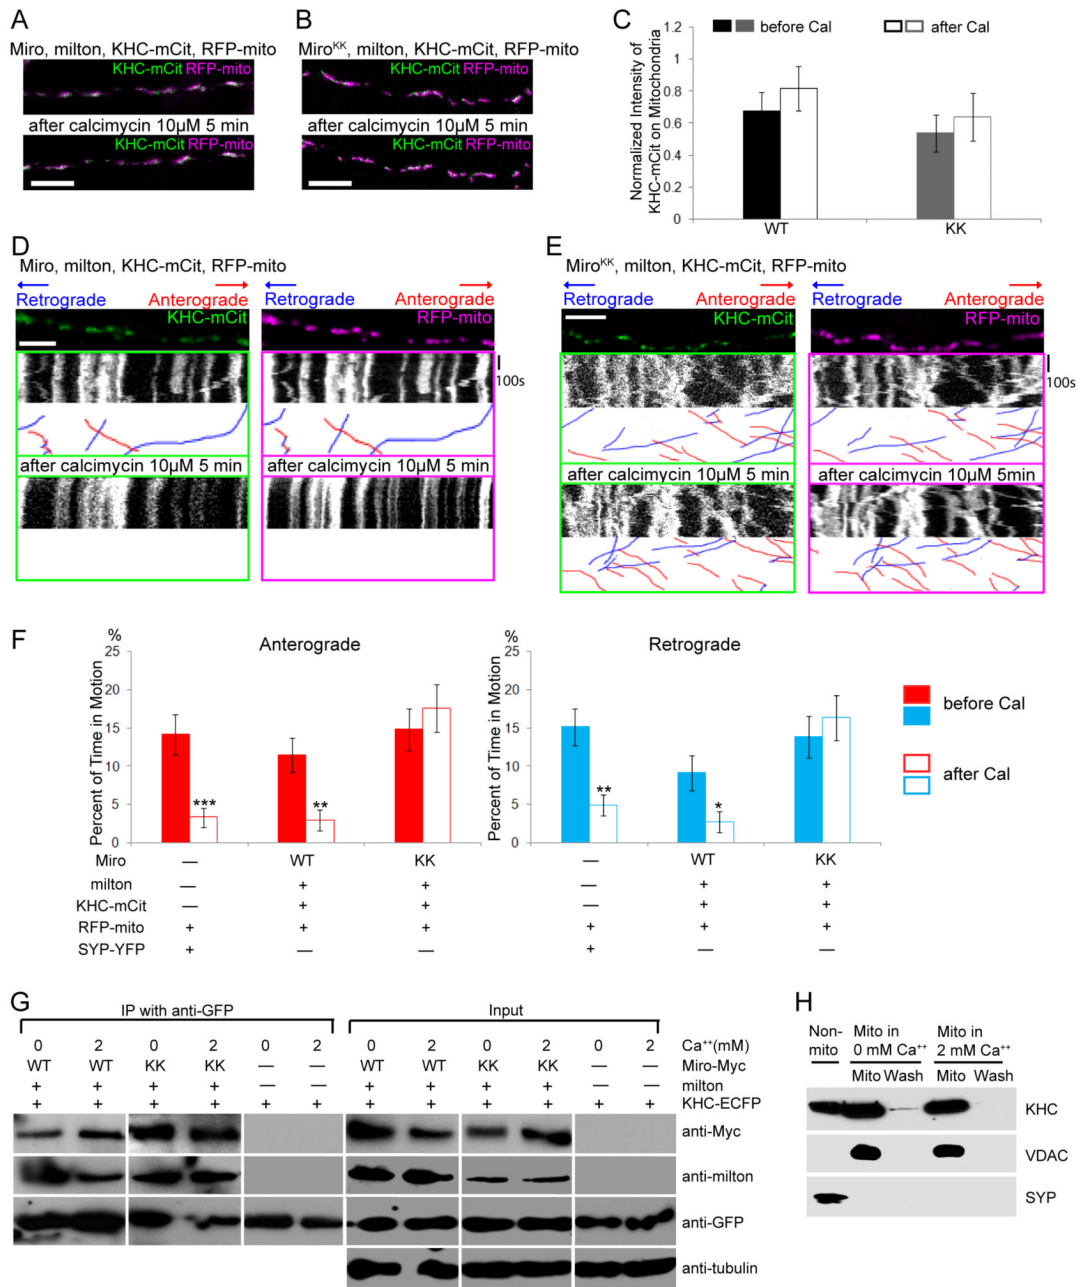 A
Miro, milton, KHC-mCit, RFP-mito
KHC-mCit RFP-mito
after calcimycin 10µM 5 min
KHC-mCit RFP-mito
B
Miroᴷᴷ, milton, KHC-mCit, RFP-mito
KHC-mCit RFP-mito
after calcimycin 10µM 5 min
KHC-mCit RFP-mito
C
before Cal
after Cal
Normalized Intensity of
KHC-mCit on Mitochondria
1.2
1
0.8
0.6
0.4
0.2
0
WT KK
D
Miro, milton, KHC-mCit, RFP-mito
Retrograde Anterograde
KHC-mCit
Retrograde Anterograde
RFP-mito
100s
after calcimycin 10µM 5 min
after calcimycin 10µM 5 min
E
Miroᴷᴷ, milton, KHC-mCit, RFP-mito
Retrograde Anterograde
KHC-mCit
Retrograde Anterograde
RFP-mito
100s
after calcimycin 10µM 5 min
after calcimycin 10µM 5min
F
%
Anterograde
Percent of Time in Motion
25
20
15
10
5
0
***
**
%
Retrograde
Percent of Time in Motion
25
20
15
10
5
0
**
*
before Cal
after Cal
Miro — WT KK — WT KK
milton — + + — + +
KHC-mCit — + + — + +
RFP-mito + + + + + +
SYP-YFP + — — + — —
G
IP with anti-GFP Input
0 2 0 2 0 2 0 2 0 2 0 2 Ca⁺⁺(mM)
WT WT KK KK — — WT WT KK KK — — Miro-Myc
+ + + + — — + + + + — — milton
+ + + + + + + + + + + + KHC-ECFP
anti-Myc
anti-milton
anti-GFP
anti-tubulin
H
Non-
mito
Mito in
0 mM Ca⁺⁺
Mito in
2 mM Ca⁺⁺
Mito Wash Mito Wash
KHC
VDAC
SYP